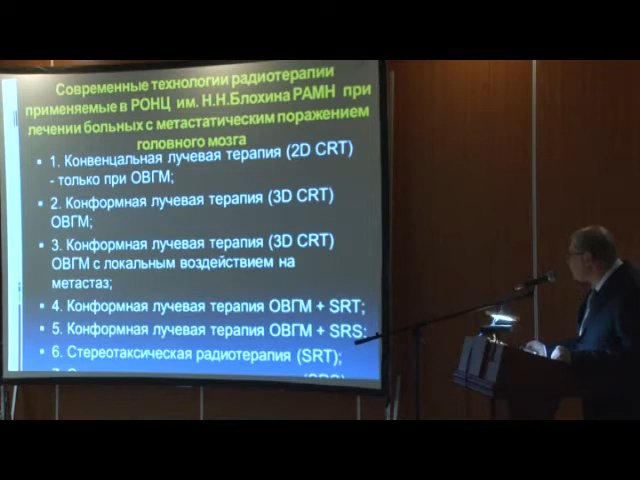 Современные технологии радиотерапии
применяемые в РОНЦ им. Н.Н.Блохина РАМН при
лечении больных с метастатическим поражением
головного мозга
1. Конвенцальная лучевая терапия (2D CRT)
- только при ОВГМ;
2. Конформная лучевая терапия (3D CRT)
ОВГМ;
3. Конформная лучевая терапия (3D CRT)
ОВГМ с локальным воздействием на
метастаз;
4. Конформная лучевая терапия ОВГМ + SRT;
5. Конформная лучевая терапия ОВГМ + SRS;
6. Стереотаксическая радиотерапия (SRT);